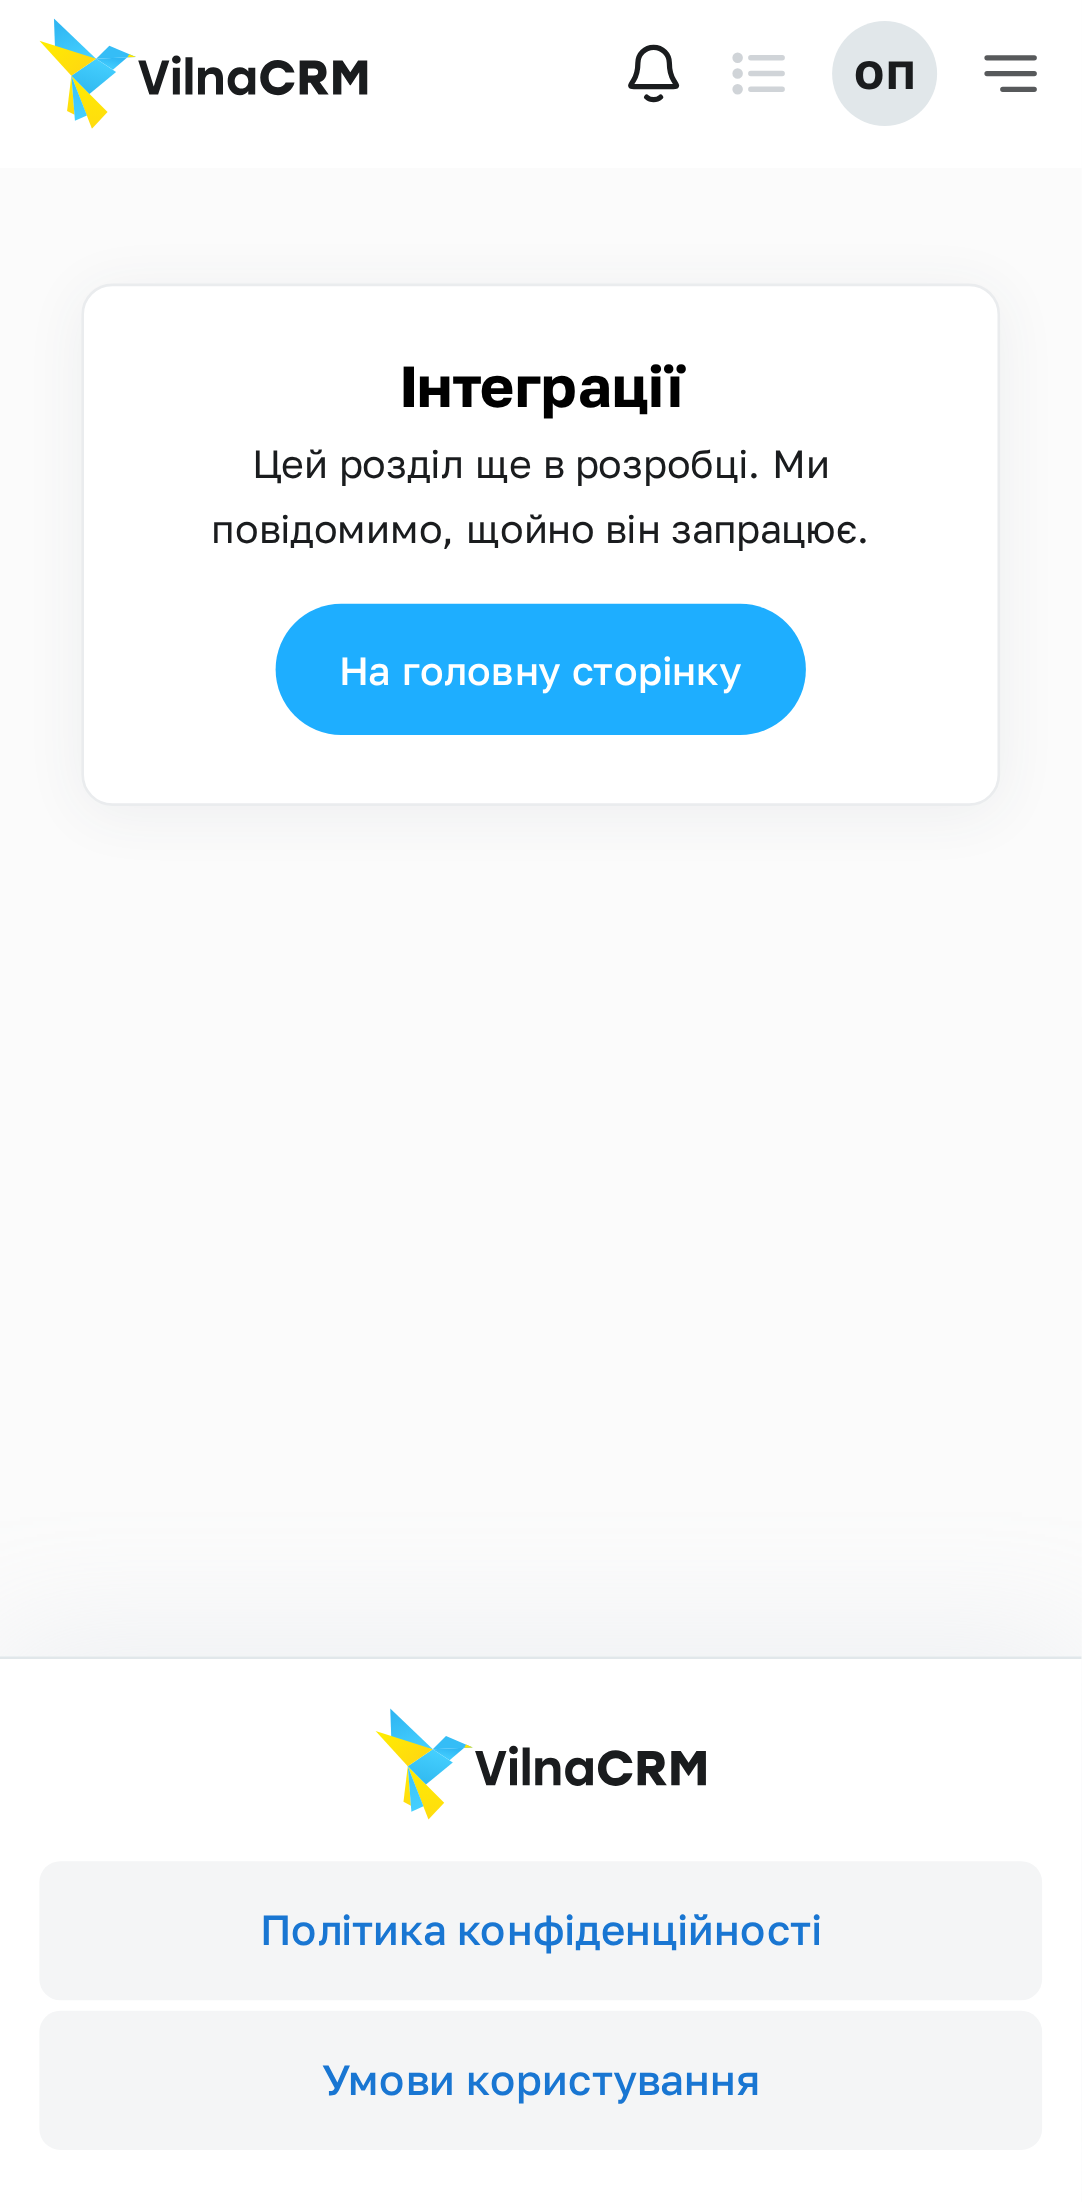 VilnaCRM
ОП
Інтеграції
Цей розділ ще в розробці. Ми
повідомимо, щойно він запрацює.
На головну сторінку
VilnaCRM
Політика конфіденційності
Умови користування